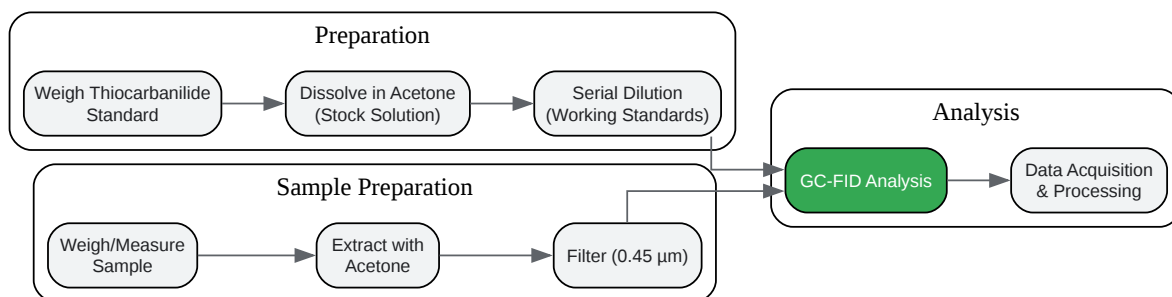 Preparation
Weigh Thiocarbanilide
Standard
Dissolve in Acetone
(Stock Solution)
Serial Dilution
(Working Standards)
Sample Preparation
Weigh/Measure
Sample
Extract with
Acetone
Filter (0.45 µm)
Analysis
GC-FID Analysis
Data Acquisition
& Processing